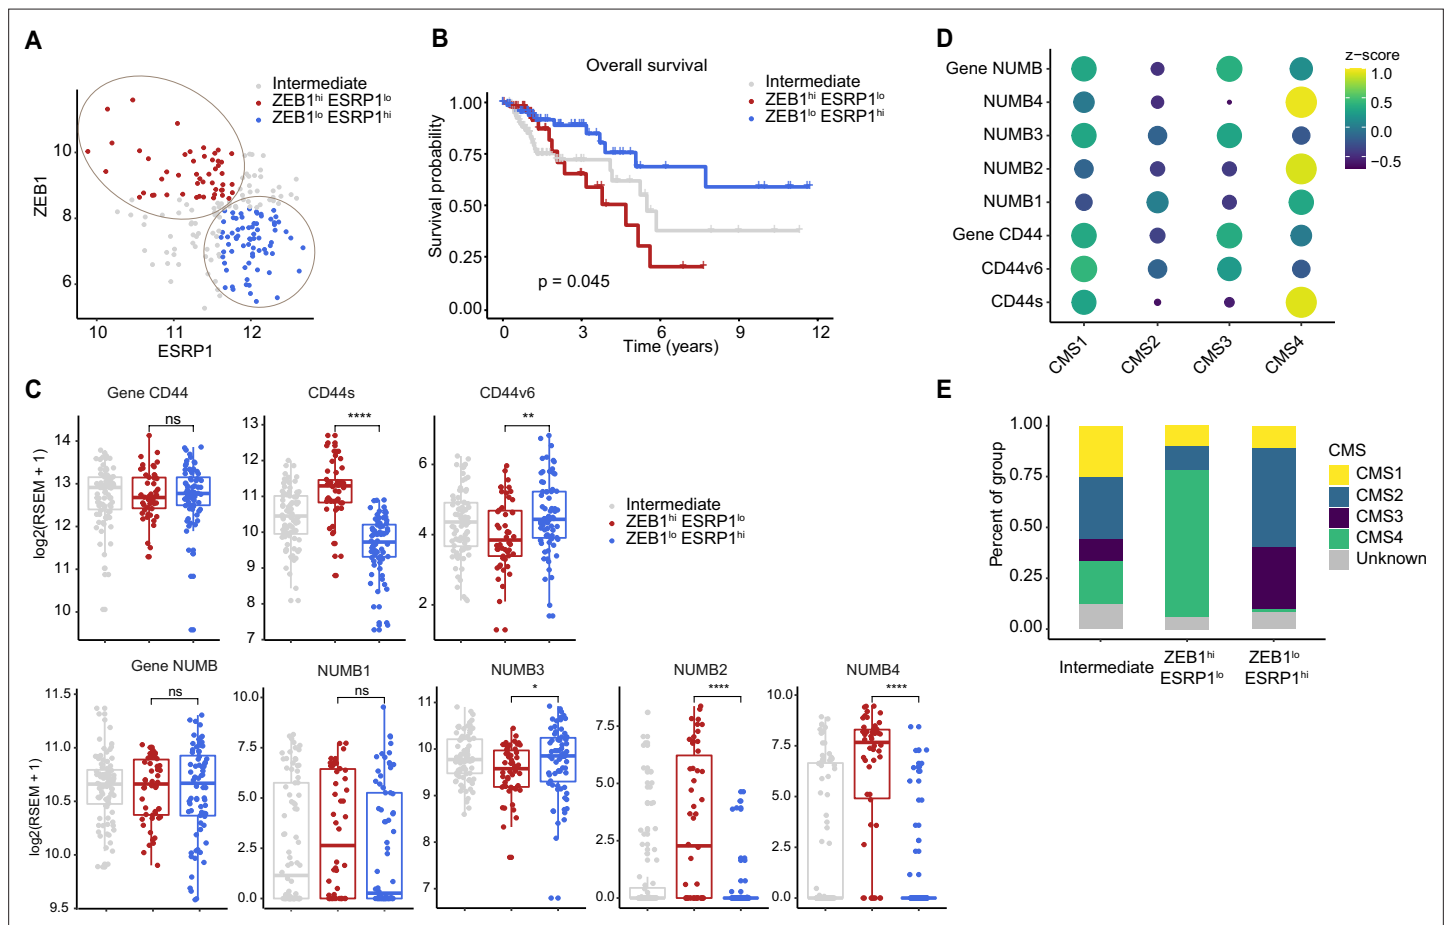 A
Intermediate
ZEB1hi ESRP1lo
ZEB1lo ESRP1hi
ZEB1
10
8
6
10
11
12
ESRP1
B
Overall survival
Intermediate
ZEB1hi ESRP1lo
ZEB1lo ESRP1hi
Survival probability
1.00
0.75
0.50
0.25
0.00
p = 0.045
0
3
6
9
12
Time (years)
D
Gene NUMB
NUMB4
NUMB3
NUMB2
NUMB1
Gene CD44
CD44v6
CD44s
CMS1
CMS2
CMS3
CMS4
z−score
1.0
0.5
0.0
−0.5
C
Gene CD44
log2(RSEM + 1)
14
13
12
11
10
ns
CD44s
13
12
11
10
9
8
7
****
CD44v6
6
4
2
**
Intermediate
ZEB1hi ESRP1lo
ZEB1lo ESRP1hi
Gene NUMB
log2(RSEM + 1)
11.5
11.0
10.5
10.0
9.5
ns
NUMB1
10.0
7.5
5.0
2.5
0.0
ns
NUMB3
11
10
9
8
7
*
NUMB2
7.5
5.0
2.5
0.0
****
NUMB4
10.0
7.5
5.0
2.5
0.0
****
E
Percent of group
1.00
0.75
0.50
0.25
0.00
Intermediate
ZEB1hi
ESRP1lo
ZEB1lo
ESRP1hi
CMS
CMS1
CMS2
CMS3
CMS4
Unknown